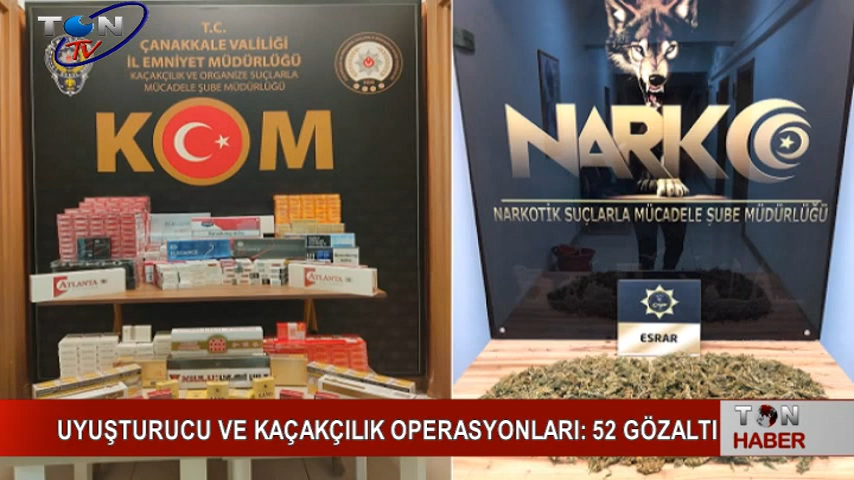 TON
TV
T.C.
ÇANAKKALE VALİLİĞİ
İL EMNİYET MÜDÜRLÜĞÜ
KAÇAKÇILIK VE ORGANİZE SUÇLARLA
MÜCADELE ŞUBE MÜDÜRLÜĞÜ
KOM
ATLANTA
ATLANTA
NARKO
NARKOTİK SUÇLARLA MÜCADELE ŞUBE MÜDÜRLÜĞÜ
ESRAR
UYUŞTURUCU VE KAÇAKÇILIK OPERASYONLARI: 52 GÖZALTI
TON
HABER